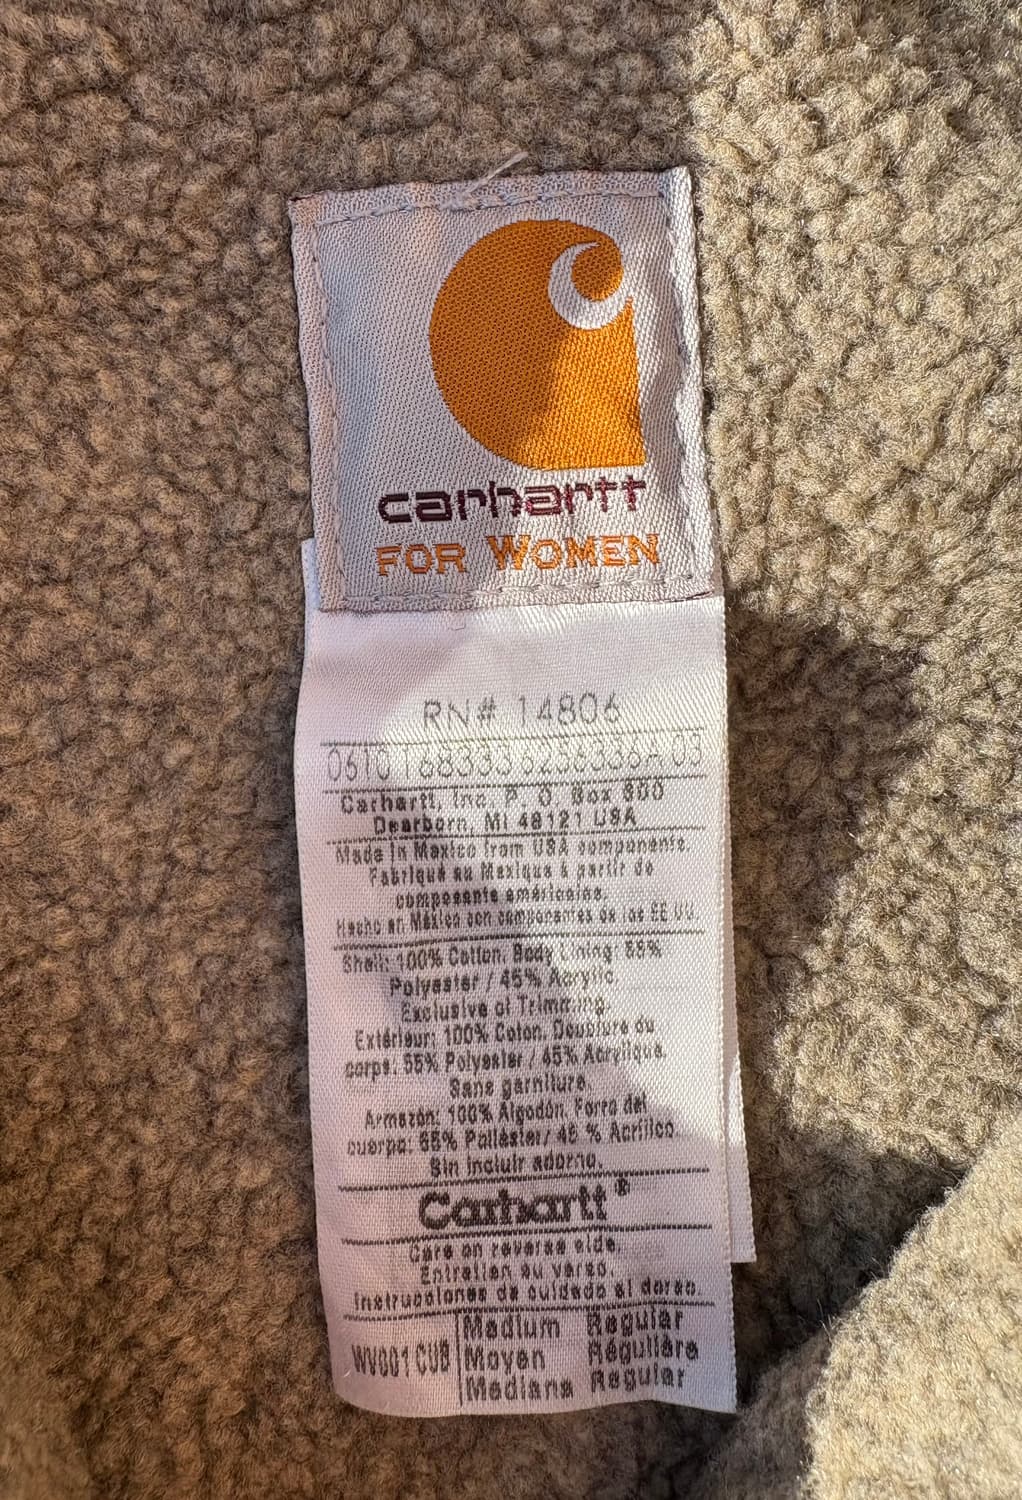 carhartt
FOR WOMEN
RN# 14806
Carhartt, Inc. P. O. Box 600
Dearborn, MI 48121 USA
Made in Mexico from USA components.
Fabriqué au Mexique à partir de
composants américains.
Hecho en México con componentes de los EE UU.
Shell: 100% Cotton. Body Lining: 55%
Polyester / 45% Acrylic.
Exclusive of Trimming.
Extérieur: 100% Coton. Doublure du
corps: 55% Polyester / 45% Acrylique.
Sans garniture.
Armazón: 100% Algodón. Forro del
cuerpo: 55% Poliéster/ 45 % Acrílico.
Sin incluir adorno.
Carhartt®
Care on reverse side.
Entretien au verso.
Instrucciones de cuidado al dorso.
WV001 CUB
Medium Regular
Moyen Régulière
Mediana Regular